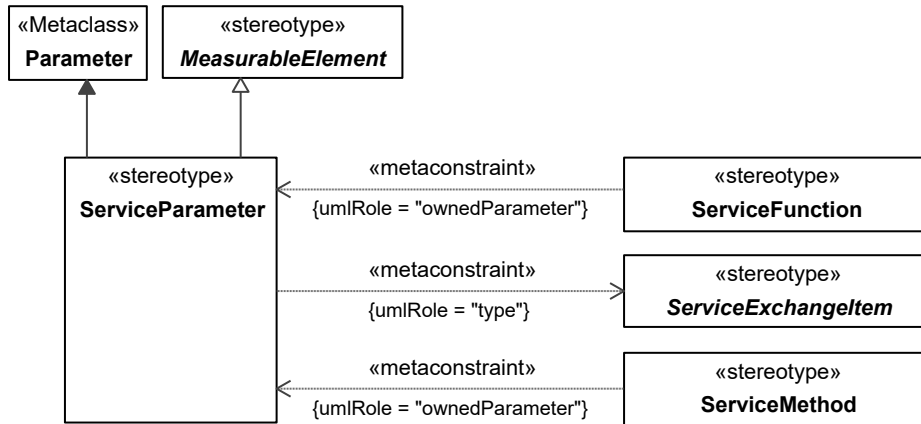 «Metaclass»
Parameter
«stereotype»
MeasurableElement
«stereotype»
ServiceParameter
«metaconstraint»
{umlRole = "ownedParameter"}
«stereotype»
ServiceFunction
«metaconstraint»
{umlRole = "type"}
«stereotype»
ServiceExchangeItem
«metaconstraint»
{umlRole = "ownedParameter"}
«stereotype»
ServiceMethod